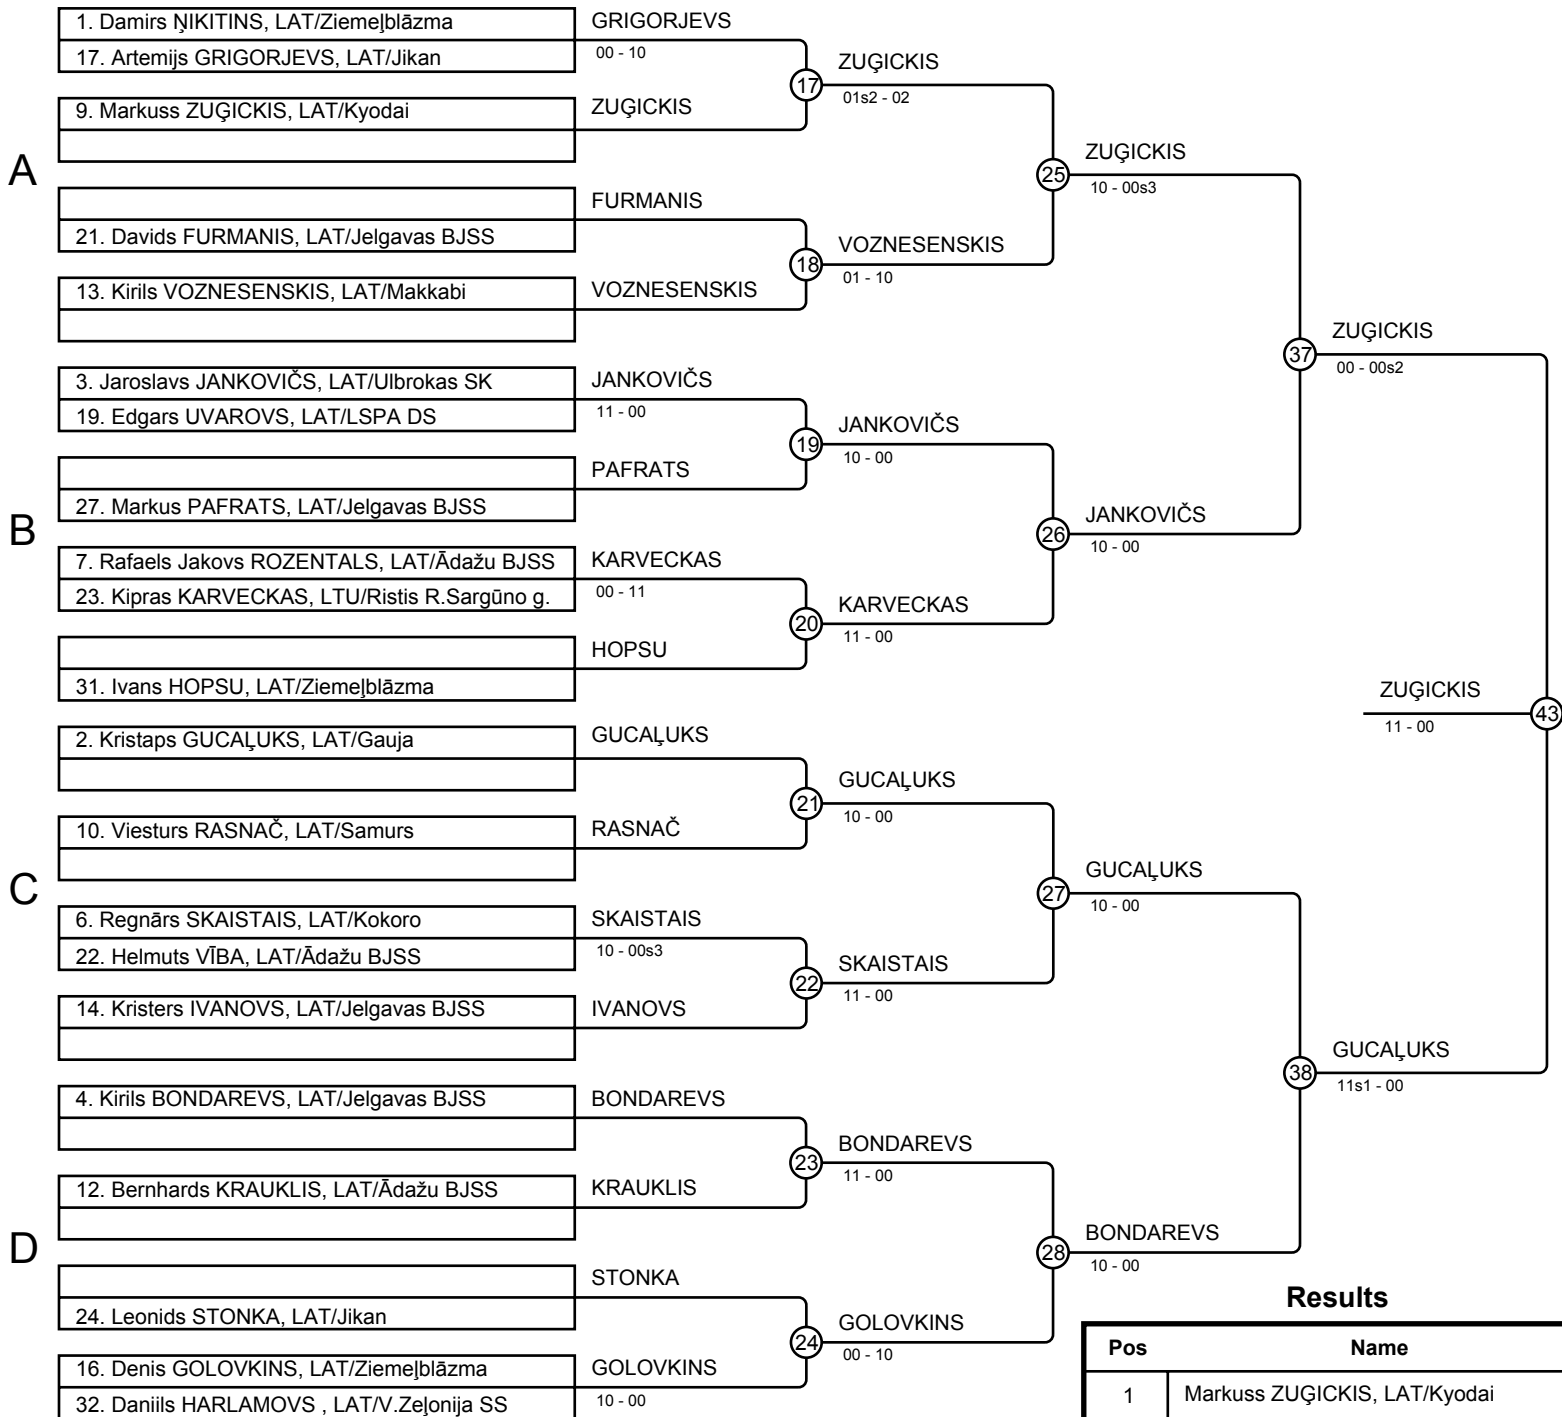 1. Damirs ŅIKITINS, LAT/Ziemeļblāzma
17. Artemijs GRIGORJEVS, LAT/Jikan
GRIGORJEVS
00 - 10
9. Markuss ZUĢICKIS, LAT/Kyodai
ZUĢICKIS
17
ZUĢICKIS
01s2 - 02
A
21. Davids FURMANIS, LAT/Jelgavas BJSS
FURMANIS
13. Kirils VOZNESENSKIS, LAT/Makkabi
VOZNESENSKIS
18
VOZNESENSKIS
01 - 10
25
ZUĢICKIS
10 - 00s3
3. Jaroslavs JANKOVIČS, LAT/Ulbrokas SK
19. Edgars UVAROVS, LAT/LSPA DS
JANKOVIČS
11 - 00
27. Markus PAFRATS, LAT/Jelgavas BJSS
PAFRATS
19
JANKOVIČS
10 - 00
B
7. Rafaels Jakovs ROZENTALS, LAT/Ādažu BJSS
23. Kipras KARVECKAS, LTU/Ristis R.Sargūno g.
KARVECKAS
00 - 11
31. Ivans HOPSU, LAT/Ziemeļblāzma
HOPSU
20
KARVECKAS
11 - 00
26
JANKOVIČS
10 - 00
37
ZUĢICKIS
00 - 00s2
2. Kristaps GUCAĻUKS, LAT/Gauja
GUCAĻUKS
10. Viesturs RASNAČ, LAT/Samurs
RASNAČ
21
GUCAĻUKS
10 - 00
C
6. Regnārs SKAISTAIS, LAT/Kokoro
22. Helmuts VĪBA, LAT/Ādažu BJSS
SKAISTAIS
10 - 00s3
14. Kristers IVANOVS, LAT/Jelgavas BJSS
IVANOVS
22
SKAISTAIS
11 - 00
27
GUCAĻUKS
10 - 00
4. Kirils BONDAREVS, LAT/Jelgavas BJSS
BONDAREVS
12. Bernhards KRAUKLIS, LAT/Ādažu BJSS
KRAUKLIS
23
BONDAREVS
11 - 00
D
24. Leonids STONKA, LAT/Jikan
STONKA
16. Denis GOLOVKINS, LAT/Ziemeļblāzma
32. Daniils HARLAMOVS , LAT/V.Zeļonija SS
GOLOVKINS
10 - 00
24
GOLOVKINS
00 - 10
28
BONDAREVS
10 - 00
38
GUCAĻUKS
11s1 - 00
ZUĢICKIS
11 - 00
43
Results
Pos Name
1 Markuss ZUĢICKIS, LAT/Kyodai